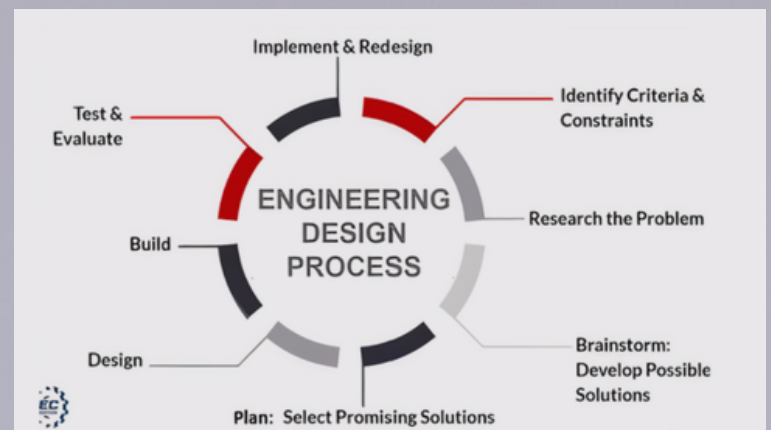 Implement & Redesign
Identify Criteria &
Constraints
Test &
Evaluate
ENGINEERING
DESIGN
PROCESS
Research the Problem
Build
Brainstorm:
Develop Possible
Solutions
Design
Plan: Select Promising Solutions
EC